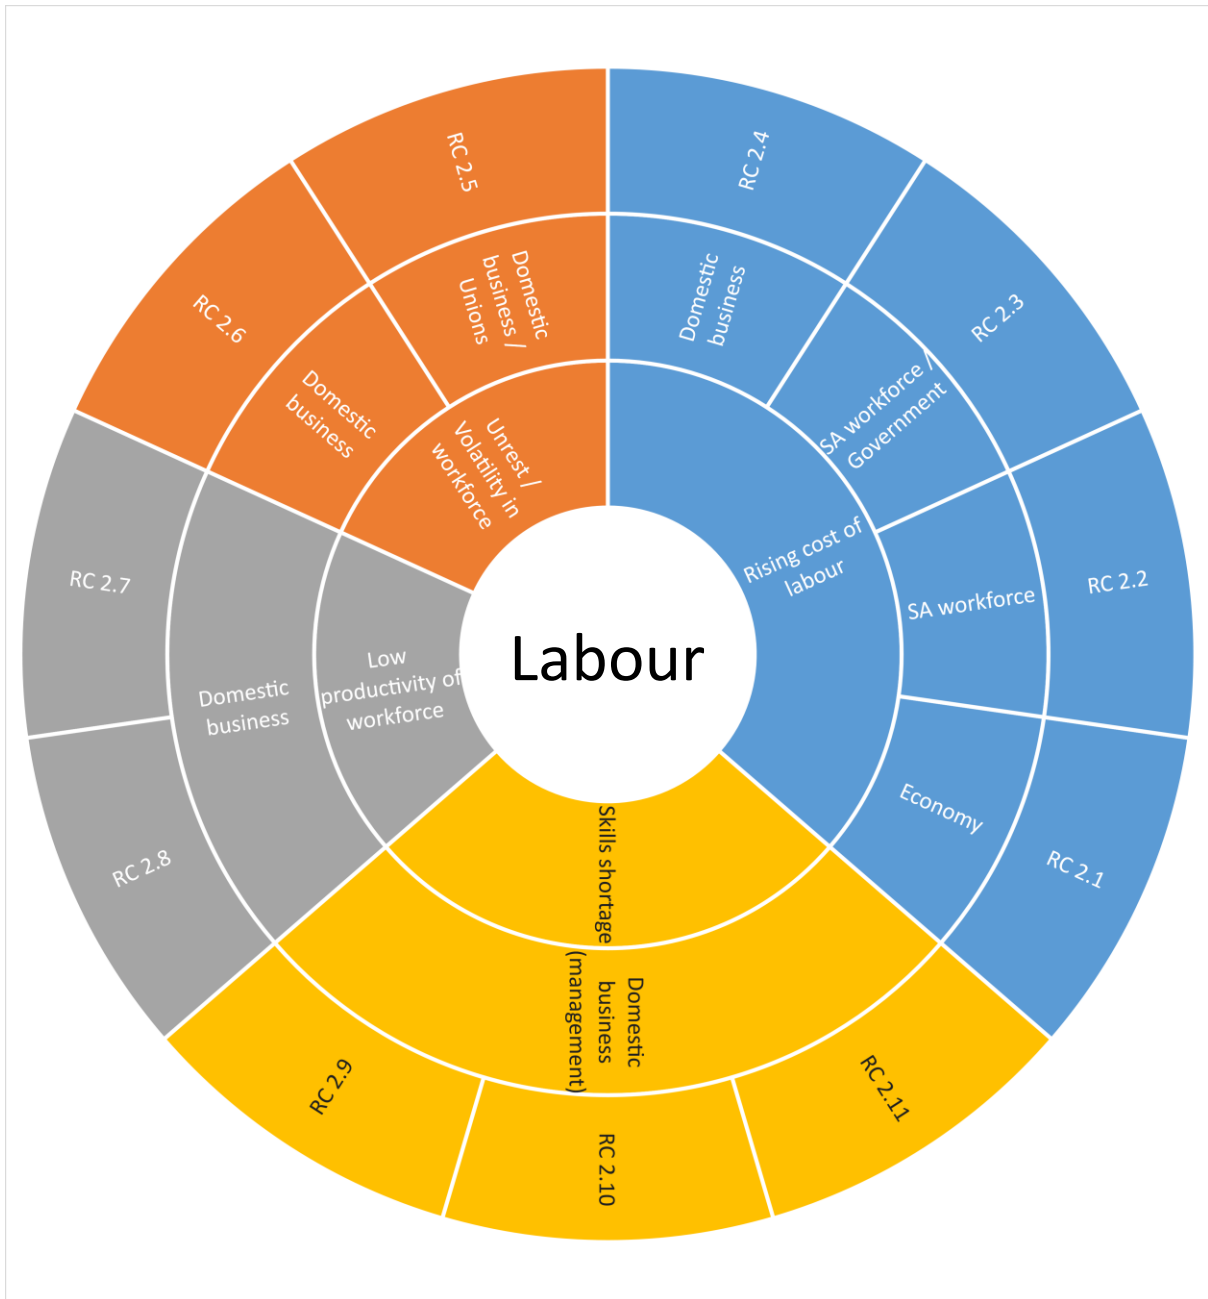 Labour
RC 2.4
Domestic
business
RC 2.3
SA workforce /
Government
RC 2.2
SA workforce
RC 2.1
Economy
Rising cost of
labour
RC 2.11
RC 2.10
RC 2.9
Domestic
business
(management)
Skills shortage
RC 2.8
RC 2.7
Domestic
business
Low
productivity of
workforce
RC 2.6
Domestic
business
RC 2.5
Domestic
business /
Unions
Unrest /
Volatility in
workforce